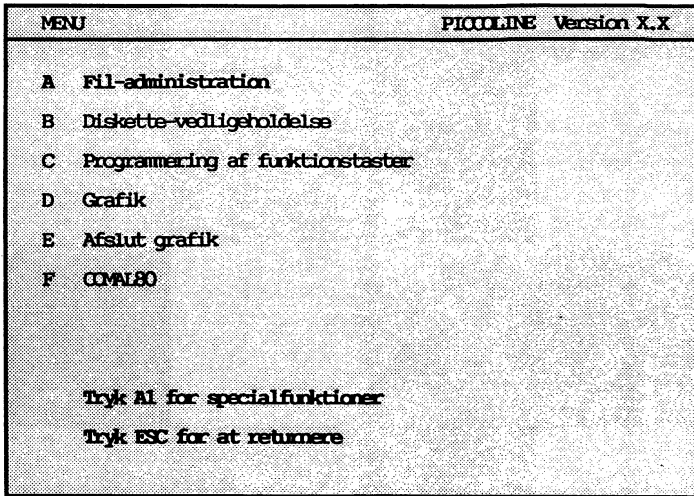 MENU PICCOLINE Version X.X
A Fil-administration
B Diskette-vedligeholdelse
C Programmering af funktionstaster
D Grafik
E Afslut grafik
F COMAL80
Tryk A1 for specialfunktioner
Tryk ESC for at returnere